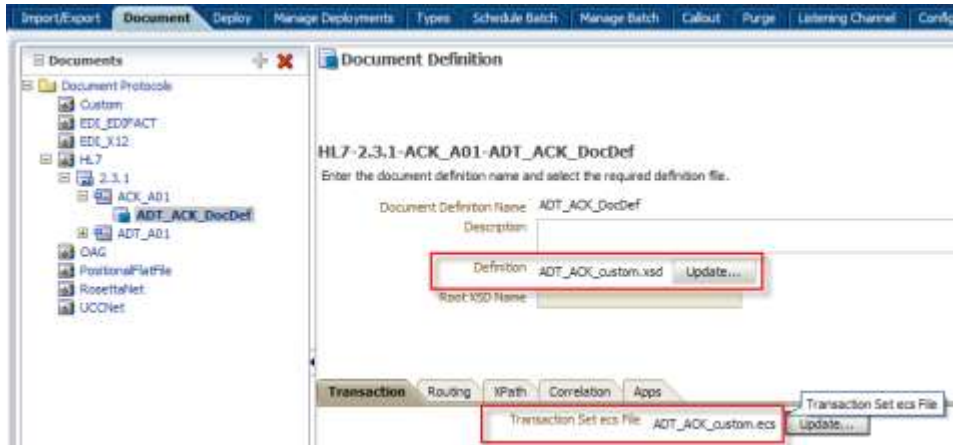 Import/Export Document Deploy Manage Deployments Types Schedule Batch Manage Batch Callout Purge Listening Channel Config
Documents
Document Protocols
Custom
EDI_EDIFACT
EDI_X12
HL7
2.3.1
ACK_A01
ADT_ACK_DocDef
ADT_A01
OAG
PositionalFlatFile
RosettaNet
UCCNet
Document Definition
HL7-2.3.1-ACK_A01-ADT_ACK_DocDef
Enter the document definition name and select the required definition file.
Document Definition Name ADT_ACK_DocDef
Description
Definition ADT_ACK_custom.xsd Update...
Root XSD Name
Transaction Routing XPath Correlation Apps
Transaction Set ecs File ADT_ACK_custom.ecs Update...
Transaction Set ecs File